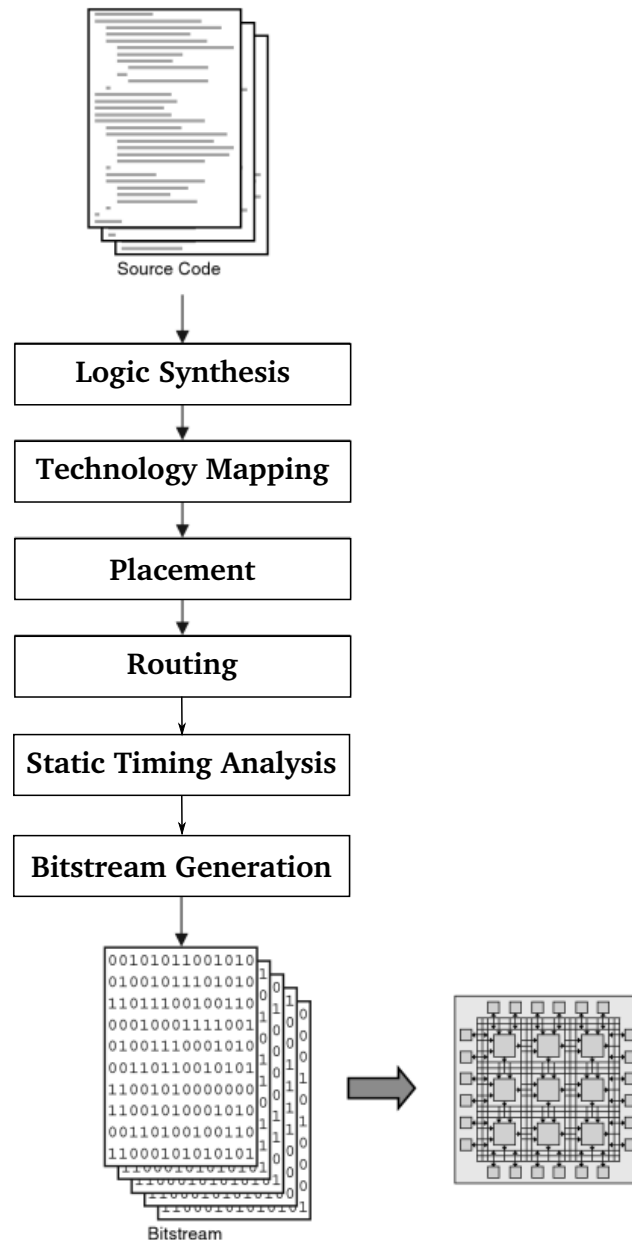 Source Code
Logic Synthesis
Technology Mapping
Placement
Routing
Static Timing Analysis
Bitstream Generation
00101011001010
01001011101010
11011100100110
00010001111001
01001110001010
00110110010101
11001010000000
11001010001010
00110100100110
11000101010101
Bitstream